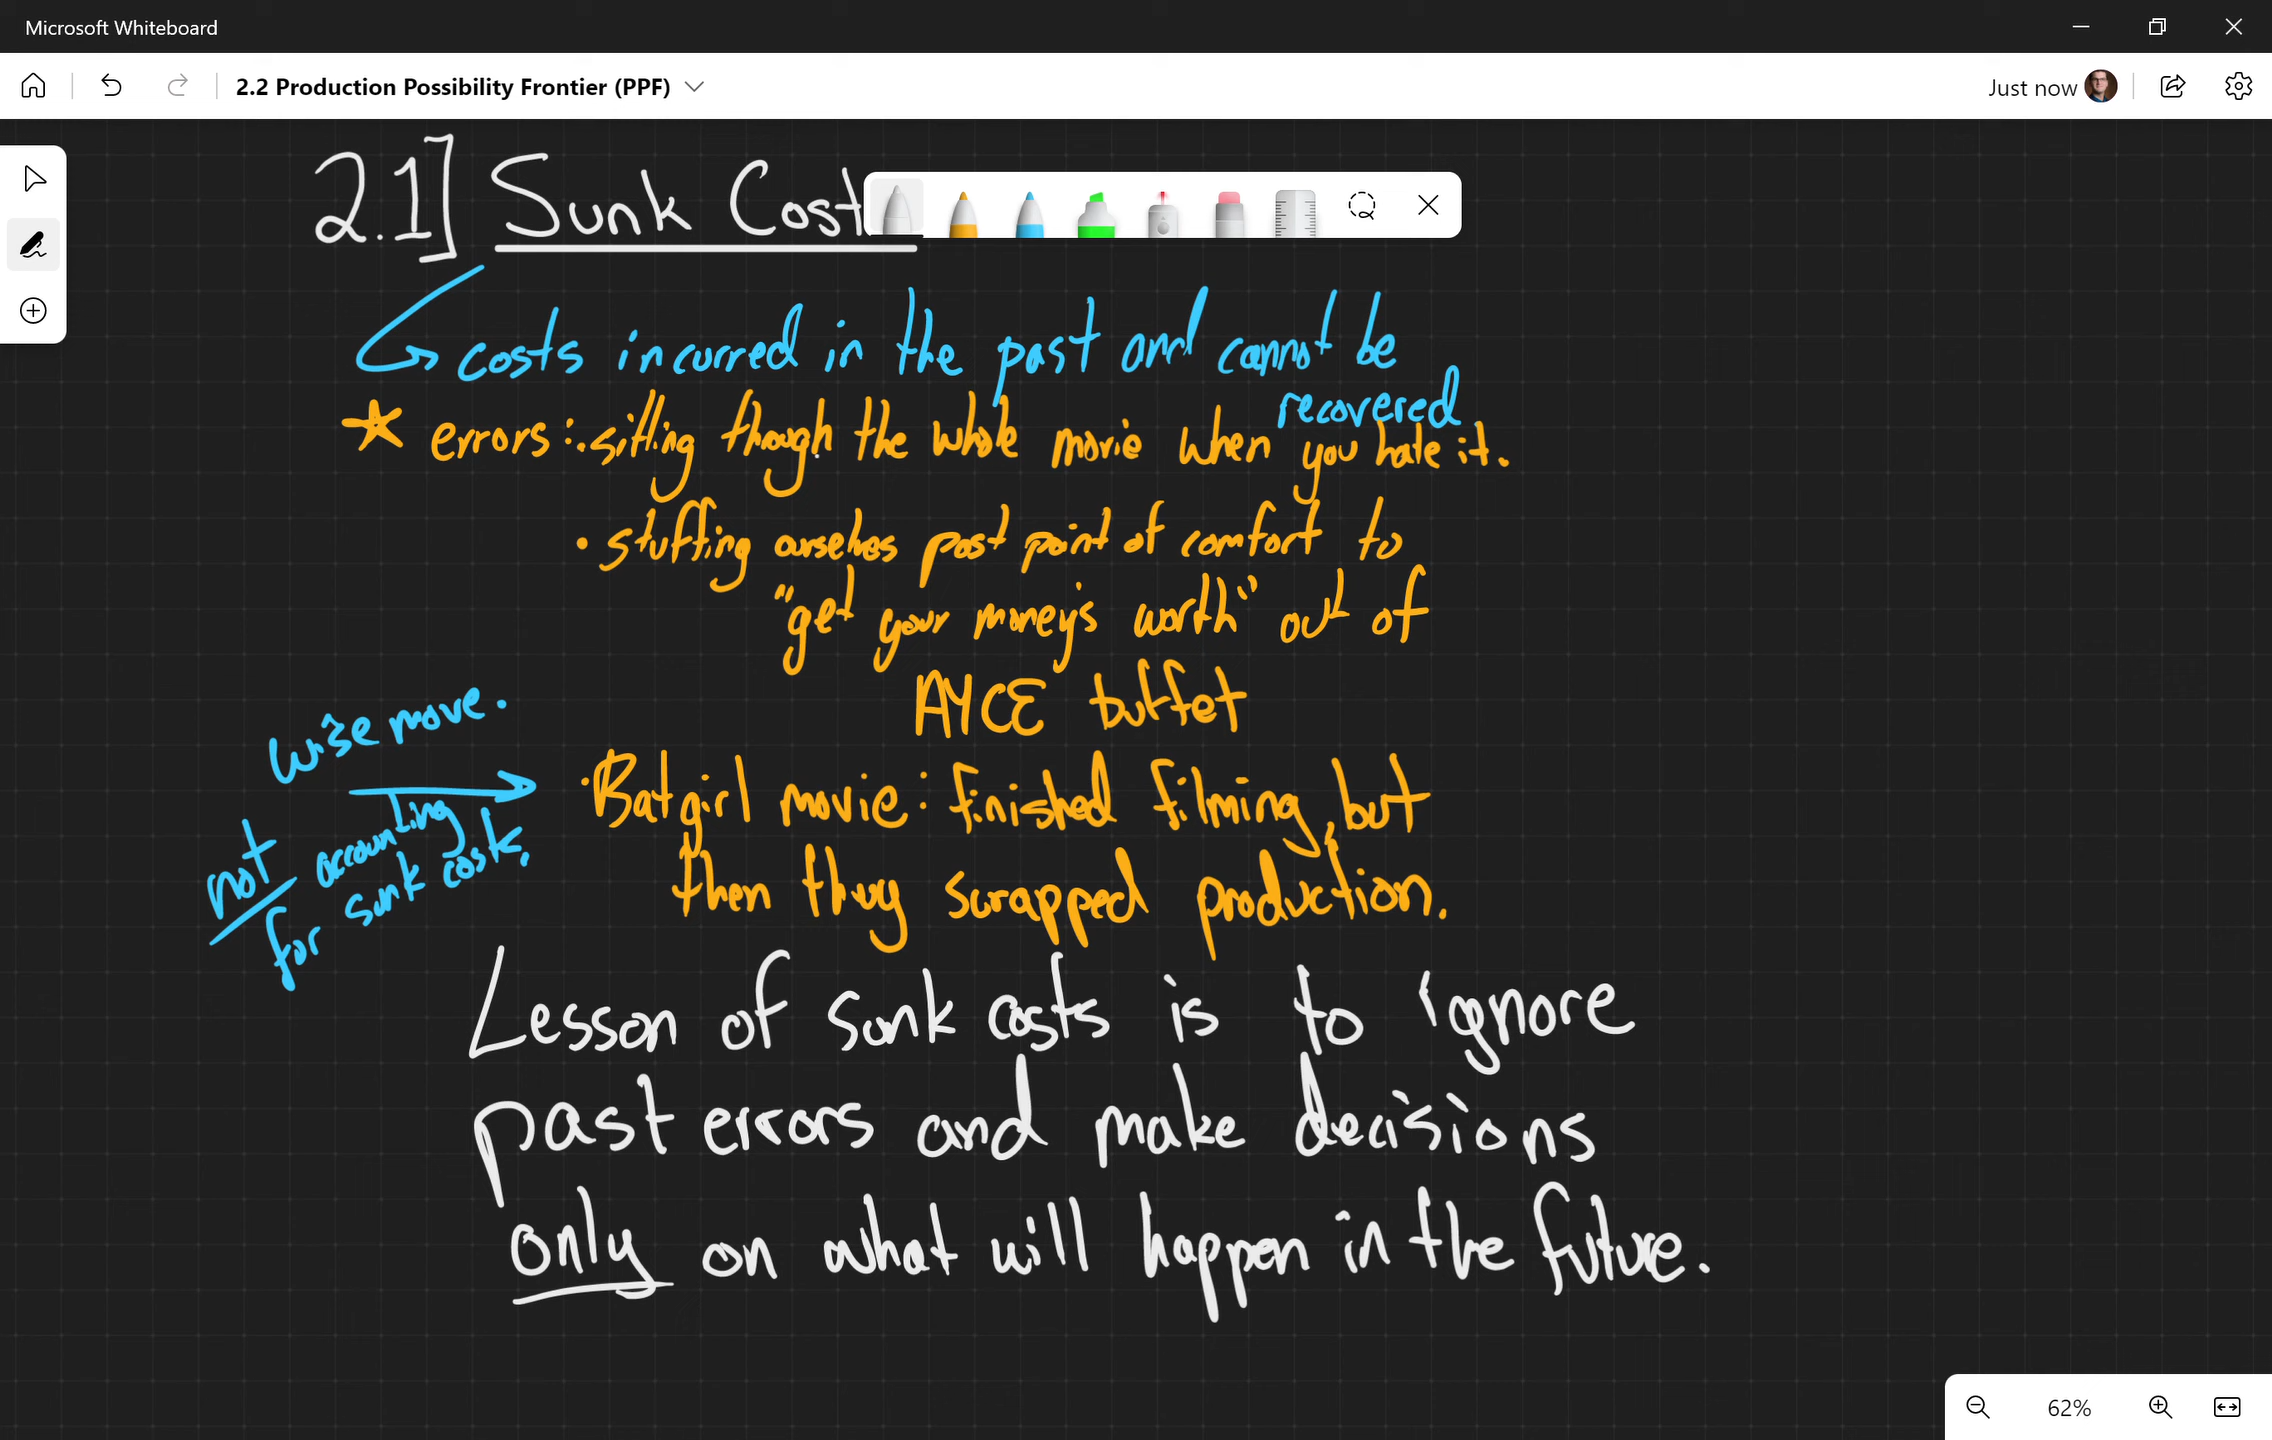 Microsoft Whiteboard
2.2 Production Possibility Frontier (PPF)
Just now
2.1] Sunk Cost
costs incurred in the past and cannot be
recovered.
errors: sitting though the whole movie when you hate it.
• stuffing ourselves past point of comfort to
"get your money's worth" out of
AYCE buffet
wise move.
• Batgirl movie: finished filming, but
then they scrapped production.
not accounting
for sunk costs.
Lesson of sunk costs is to ignore
past errors and make decisions
only on what will happen in the future.
62%